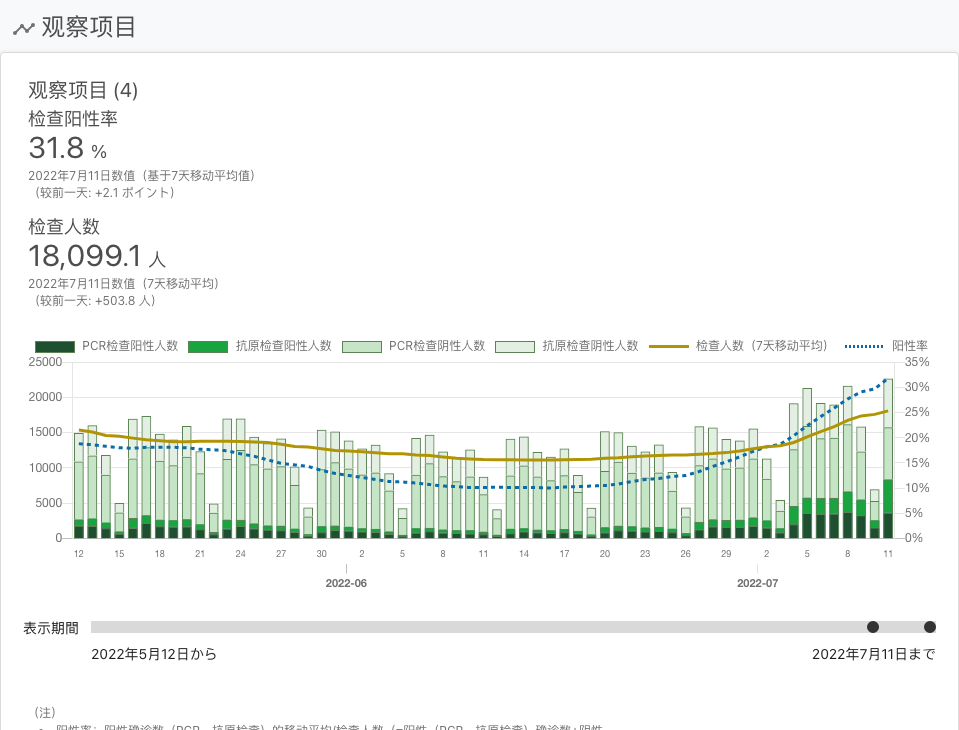 观察项目
观察项目 (4)
检查阳性率
31.8 %
2022年7月11日数值（基于7天移动平均值）
（较前一天: +2.1 ポイント）
检查人数
18,099.1 人
2022年7月11日数值（7天移动平均）
（较前一天: +503.8 人）
PCR检查阳性人数 抗原检查阳性人数 PCR检查阴性人数 抗原检查阴性人数 检查人数（7天移动平均） 阳性率
25000 35%
30%
20000
25%
15000
20%
10000
15%
10%
5000
5%
0 0%
12 15 18 21 24 27 30 2 5 8 11 14 17 20 23 26 29 2 5 8 11
2022-06 2022-07
表示期間
2022年5月12日から 2022年7月11日まで
（注）